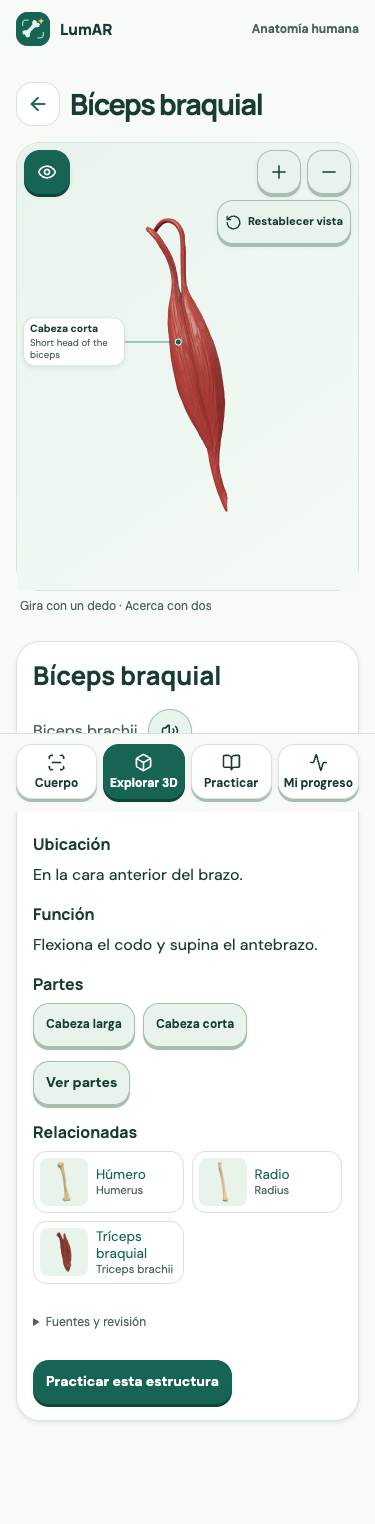 LumAR
Anatomía humana
Bíceps braquial
Restablecer vista
Cabeza corta
Short head of the
biceps
Gira con un dedo · Acerca con dos
Bíceps braquial
Biceps brachii
Cuerpo
Explorar 3D
Practicar
Mi progreso
Ubicación
En la cara anterior del brazo.
Función
Flexiona el codo y supina el antebrazo.
Partes
Cabeza larga
Cabeza corta
Ver partes
Relacionadas
Húmero
Humerus
Radio
Radius
Tríceps
braquial
Triceps brachii
Fuentes y revisión
Practicar esta estructura